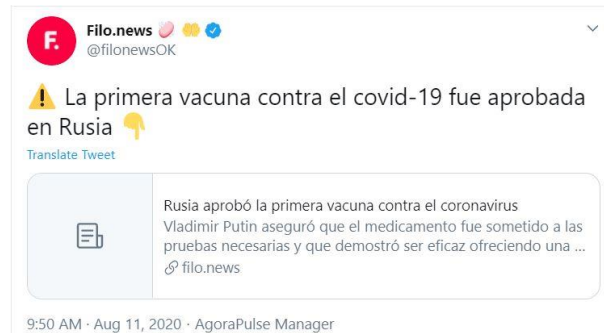 F.
Filo.news
@filonewsOK
⚠️ La primera vacuna contra el covid-19 fue aprobada
en Rusia 👇
Translate Tweet
Rusia aprobó la primera vacuna contra el coronavirus
Vladimir Putin aseguró que el medicamento fue sometido a las
pruebas necesarias y que demostró ser eficaz ofreciendo una ...
filo.news
9:50 AM · Aug 11, 2020 · AgoraPulse Manager